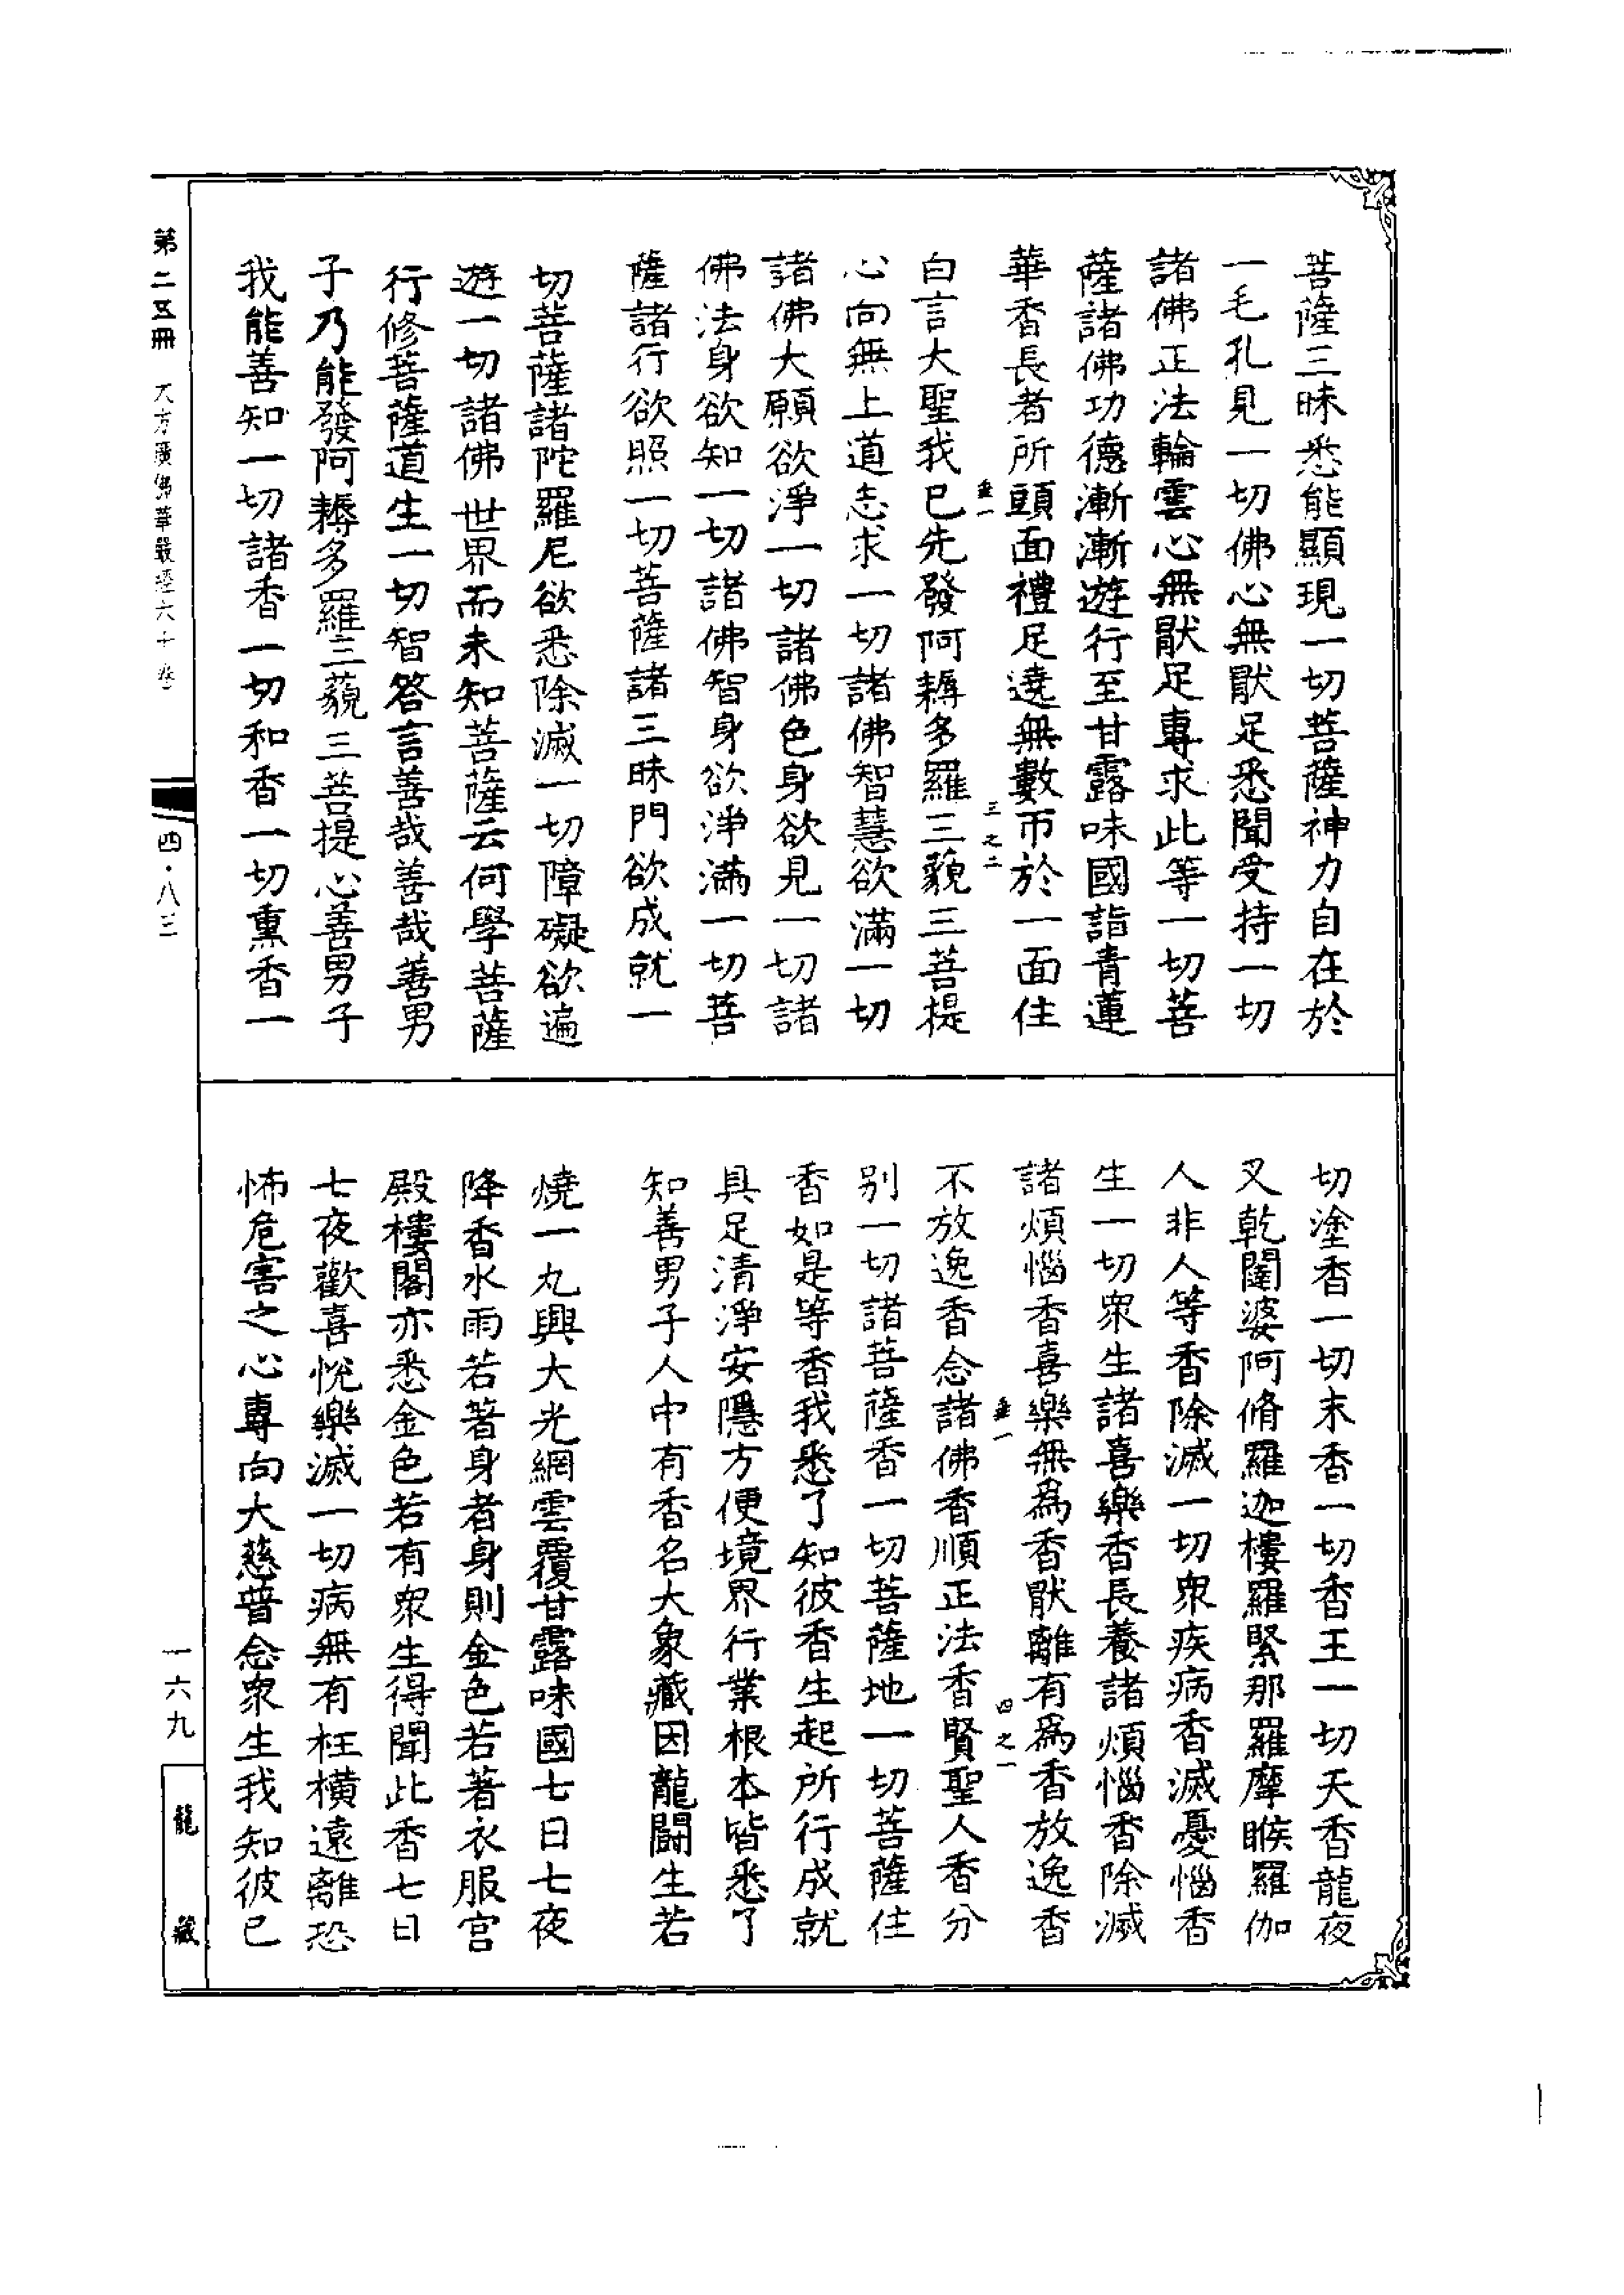 菩薩三昧悉能顯現一切菩薩神力自在於
一毛孔見一切佛心無猒足悉聞受持一切
諸佛正法輪雲心無猒足專求此等一切菩
薩諸佛功德漸漸遊行至甘露味國詣青蓮
華香長者所頭面禮足遶無數帀於一面住
垂一
三之二
白言大聖我已先發阿耨多羅三藐三菩提
心向無上道志求一切諸佛智慧欲滿一切
諸佛大願欲淨一切諸佛色身欲見一切諸
佛法身欲知一切諸佛智身欲淨滿一切菩
薩諸行欲照一切菩薩諸三昧門欲成就一
切菩薩諸陀羅尼欲悉除滅一切障礙欲遍
遊一切諸佛世界而未知菩薩云何學菩薩
行修菩薩道生一切智答言善哉善哉善男
子乃能發阿耨多羅三藐三菩提心善男子
我能善知一切諸香一切和香一切熏香一
切塗香一切末香一切香王一切天香龍夜
叉乾闥婆阿脩羅迦樓羅緊那羅摩睺羅伽
人非人等香除滅一切衆疾病香滅憂惱香
生一切衆生諸喜樂香長養諸煩惱香除滅
諸煩惱香喜樂無為香猒離有為香放逸香
垂一
四之一
不放逸香念諸佛香順正法香賢聖人香分
別一切諸菩薩香一切菩薩地一切菩薩住
香如是等香我悉了知彼香生起所行成就
具足清淨安隱方便境界行業根本皆悉了
知善男子人中有香名大象藏因龍鬪生若
燒一丸興大光網雲覆甘露味國七日七夜
降香水雨若著身者身則金色若著衣服宮
殿樓閣亦悉金色若有衆生得聞此香七日
七夜歡喜悅樂滅一切病無有枉橫遠離恐
怖危害之心專向大慈普念衆生我知彼已
第二五冊 大方廣佛華嚴經六十卷
四·八三
一六九
龍藏